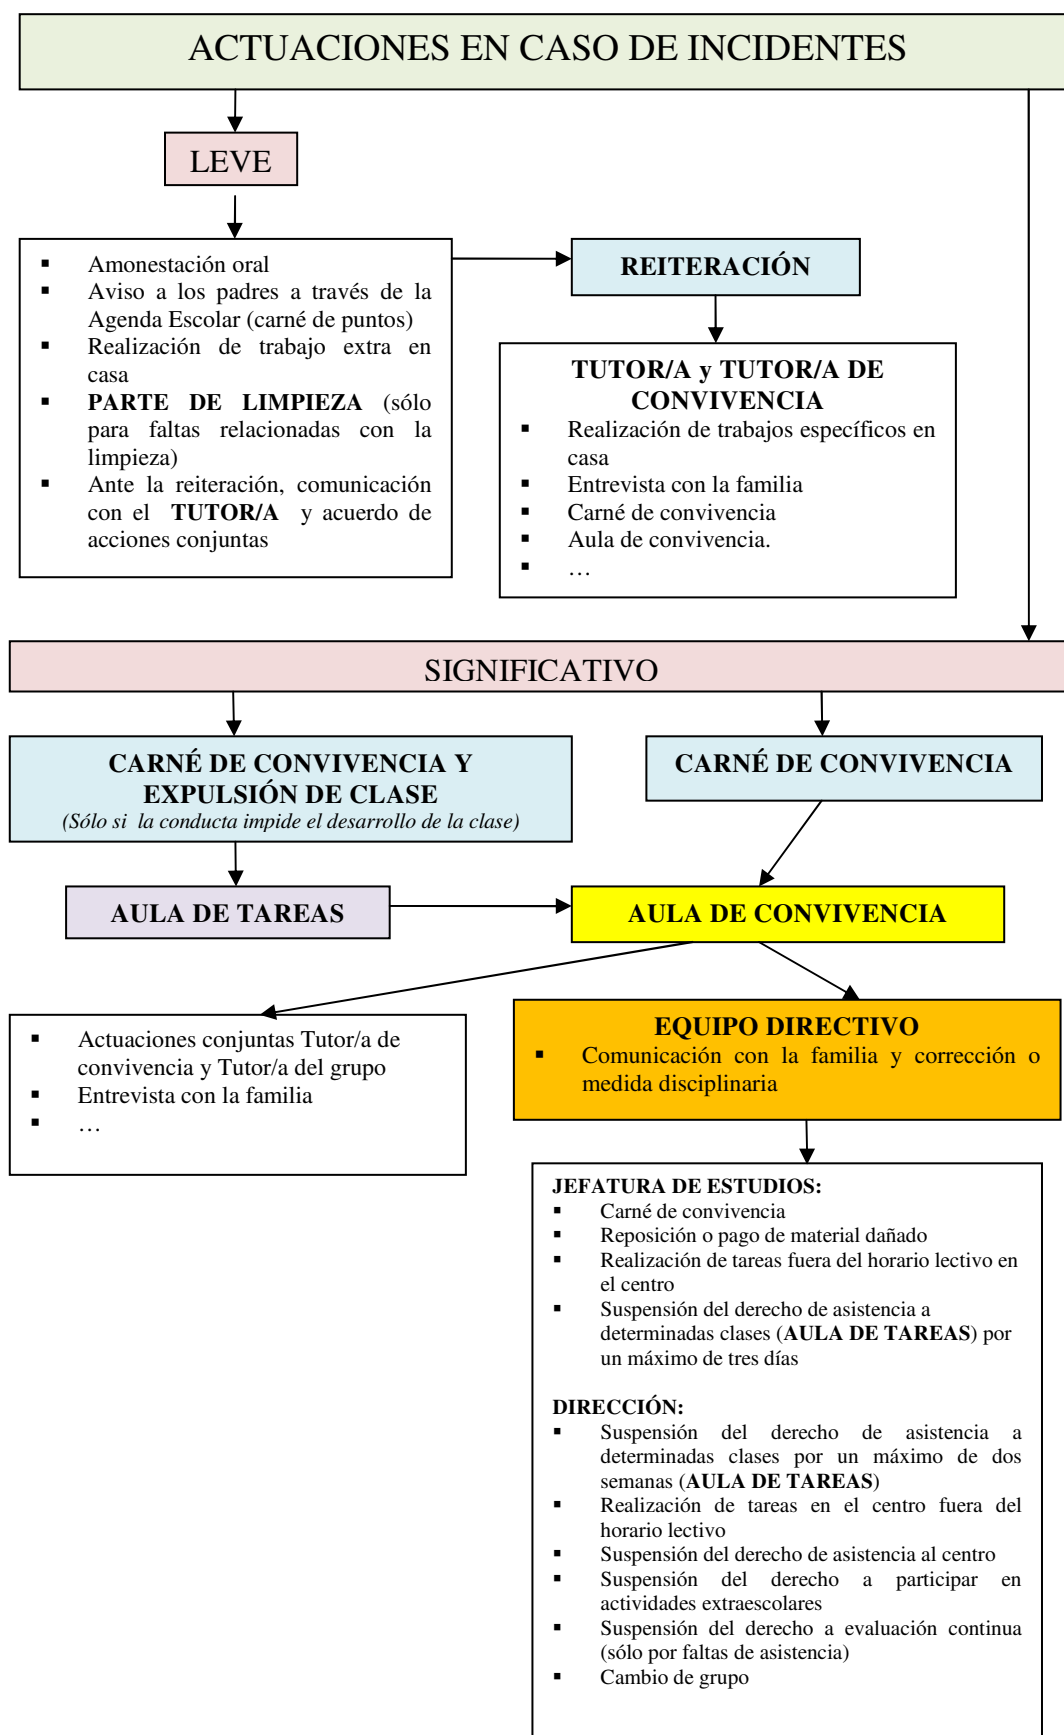 ACTUACIONES EN CASO DE INCIDENTES
LEVE
▪ Amonestación oral
▪ Aviso a los padres a través de la
Agenda Escolar (carné de puntos)
▪ Realización de trabajo extra en
casa
▪ PARTE DE LIMPIEZA (sólo
para faltas relacionadas con la
limpieza)
▪ Ante la reiteración, comunicación
con el TUTOR/A y acuerdo de
acciones conjuntas
REITERACIÓN
TUTOR/A y TUTOR/A DE
CONVIVENCIA
▪ Realización de trabajos específicos en
casa
▪ Entrevista con la familia
▪ Carné de convivencia
▪ Aula de convivencia.
▪ …
SIGNIFICATIVO
CARNÉ DE CONVIVENCIA Y
EXPULSIÓN DE CLASE
(Sólo si la conducta impide el desarrollo de la clase)
CARNÉ DE CONVIVENCIA
AULA DE TAREAS
AULA DE CONVIVENCIA
▪ Actuaciones conjuntas Tutor/a de
convivencia y Tutor/a del grupo
▪ Entrevista con la familia
▪ …
EQUIPO DIRECTIVO
▪ Comunicación con la familia y corrección o
medida disciplinaria
JEFATURA DE ESTUDIOS:
▪ Carné de convivencia
▪ Reposición o pago de material dañado
▪ Realización de tareas fuera del horario lectivo en
el centro
▪ Suspensión del derecho de asistencia a
determinadas clases (AULA DE TAREAS) por
un máximo de tres días
DIRECCIÓN:
▪ Suspensión del derecho de asistencia a
determinadas clases por un máximo de dos
semanas (AULA DE TAREAS)
▪ Realización de tareas en el centro fuera del
horario lectivo
▪ Suspensión del derecho de asistencia al centro
▪ Suspensión del derecho a participar en
actividades extraescolares
▪ Suspensión del derecho a evaluación continua
(sólo por faltas de asistencia)
▪ Cambio de grupo